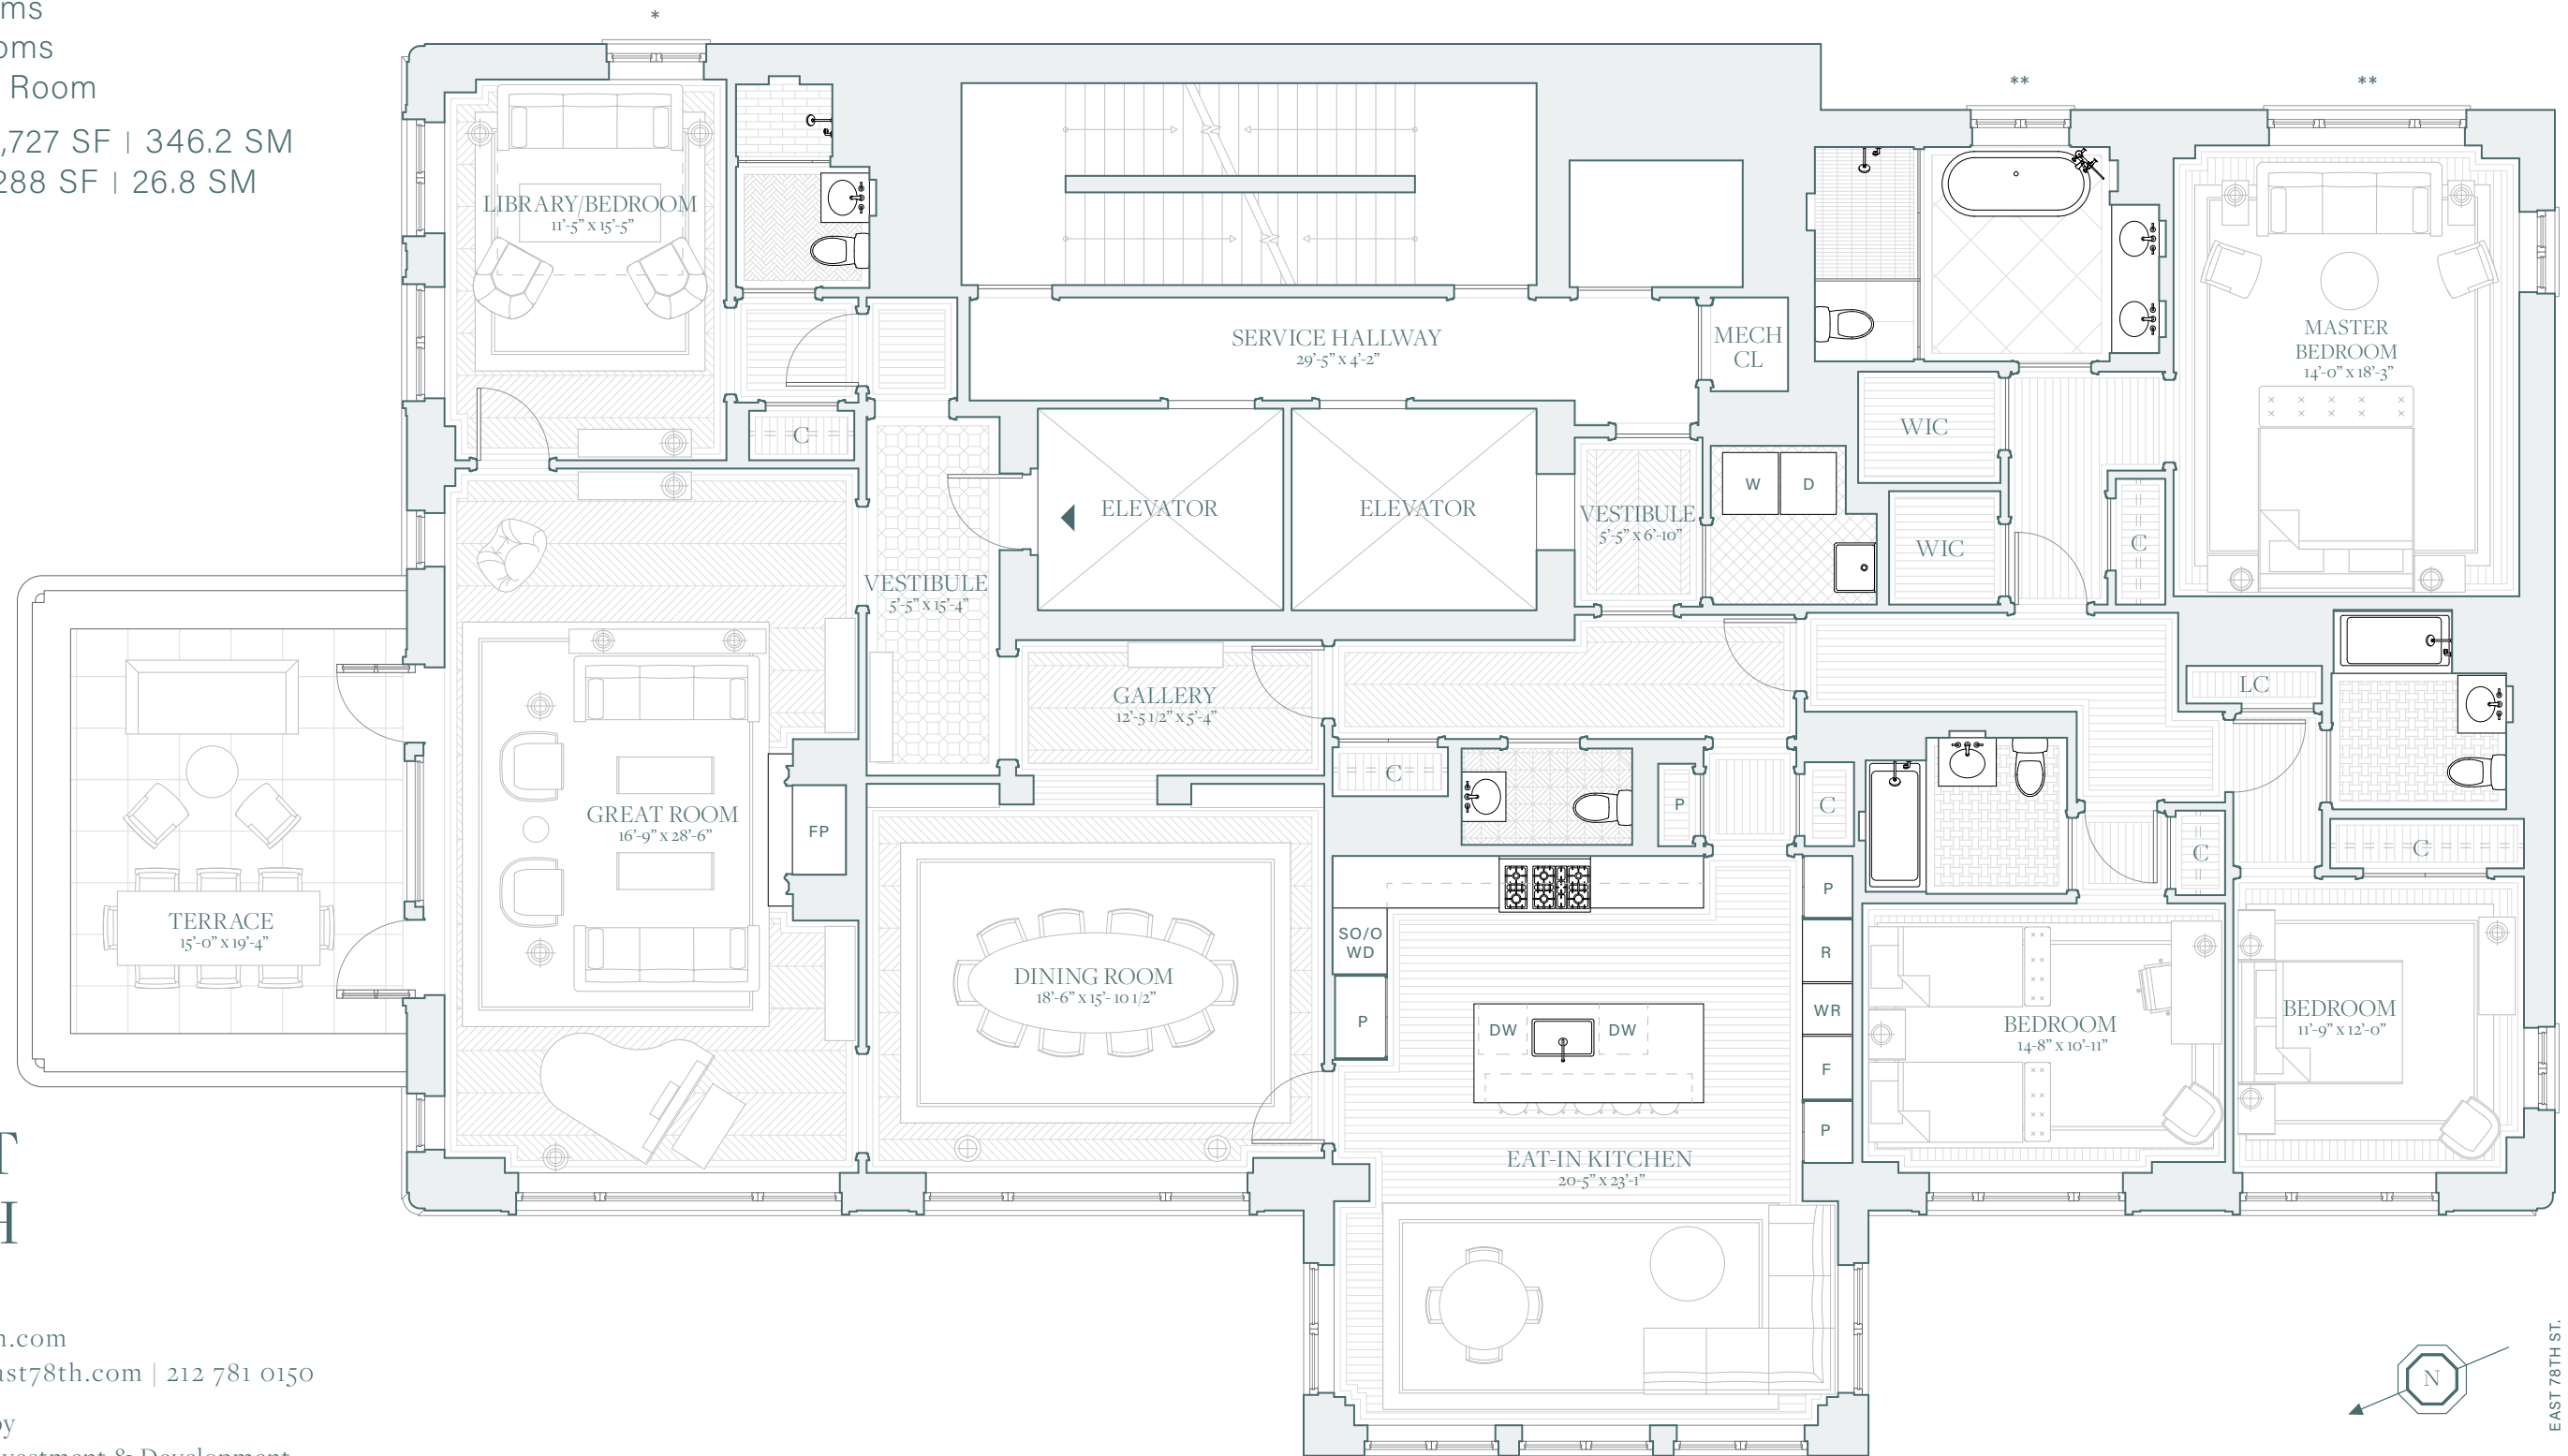 *
oms
Room
,727 SF | 346.2 SM
288 SF | 26.8 SM
**
**
LIBRARY/BEDROOM
11'-5" x 15'-5"
SERVICE HALLWAY
29'-5" x 4'-2"
MECH
CL
MASTER
BEDROOM
14'-0" x 18'-3"
C
WIC
ELEVATOR
ELEVATOR
VESTIBULE
5'-5" x 6'-10"
W
D
WIC
C
VESTIBULE
5'-5" x 15'-4"
GALLERY
12'-5 1/2" x 5'-4"
LC
C
P
C
GREAT ROOM
16'-9" x 28'-6"
FP
C
C
TERRACE
15'-0" x 19'-4"
DINING ROOM
18'-6" x 15'- 10 1/2"
SO/O
WD
P
DW
DW
P
R
WR
F
P
BEDROOM
14-8" x 10'-11"
BEDROOM
11'-9" x 12'-0"
EAT-IN KITCHEN
20-5" x 23'-1"
T
H
.com
ast78th.com | 212 781 0150
N
EAST 78TH ST.